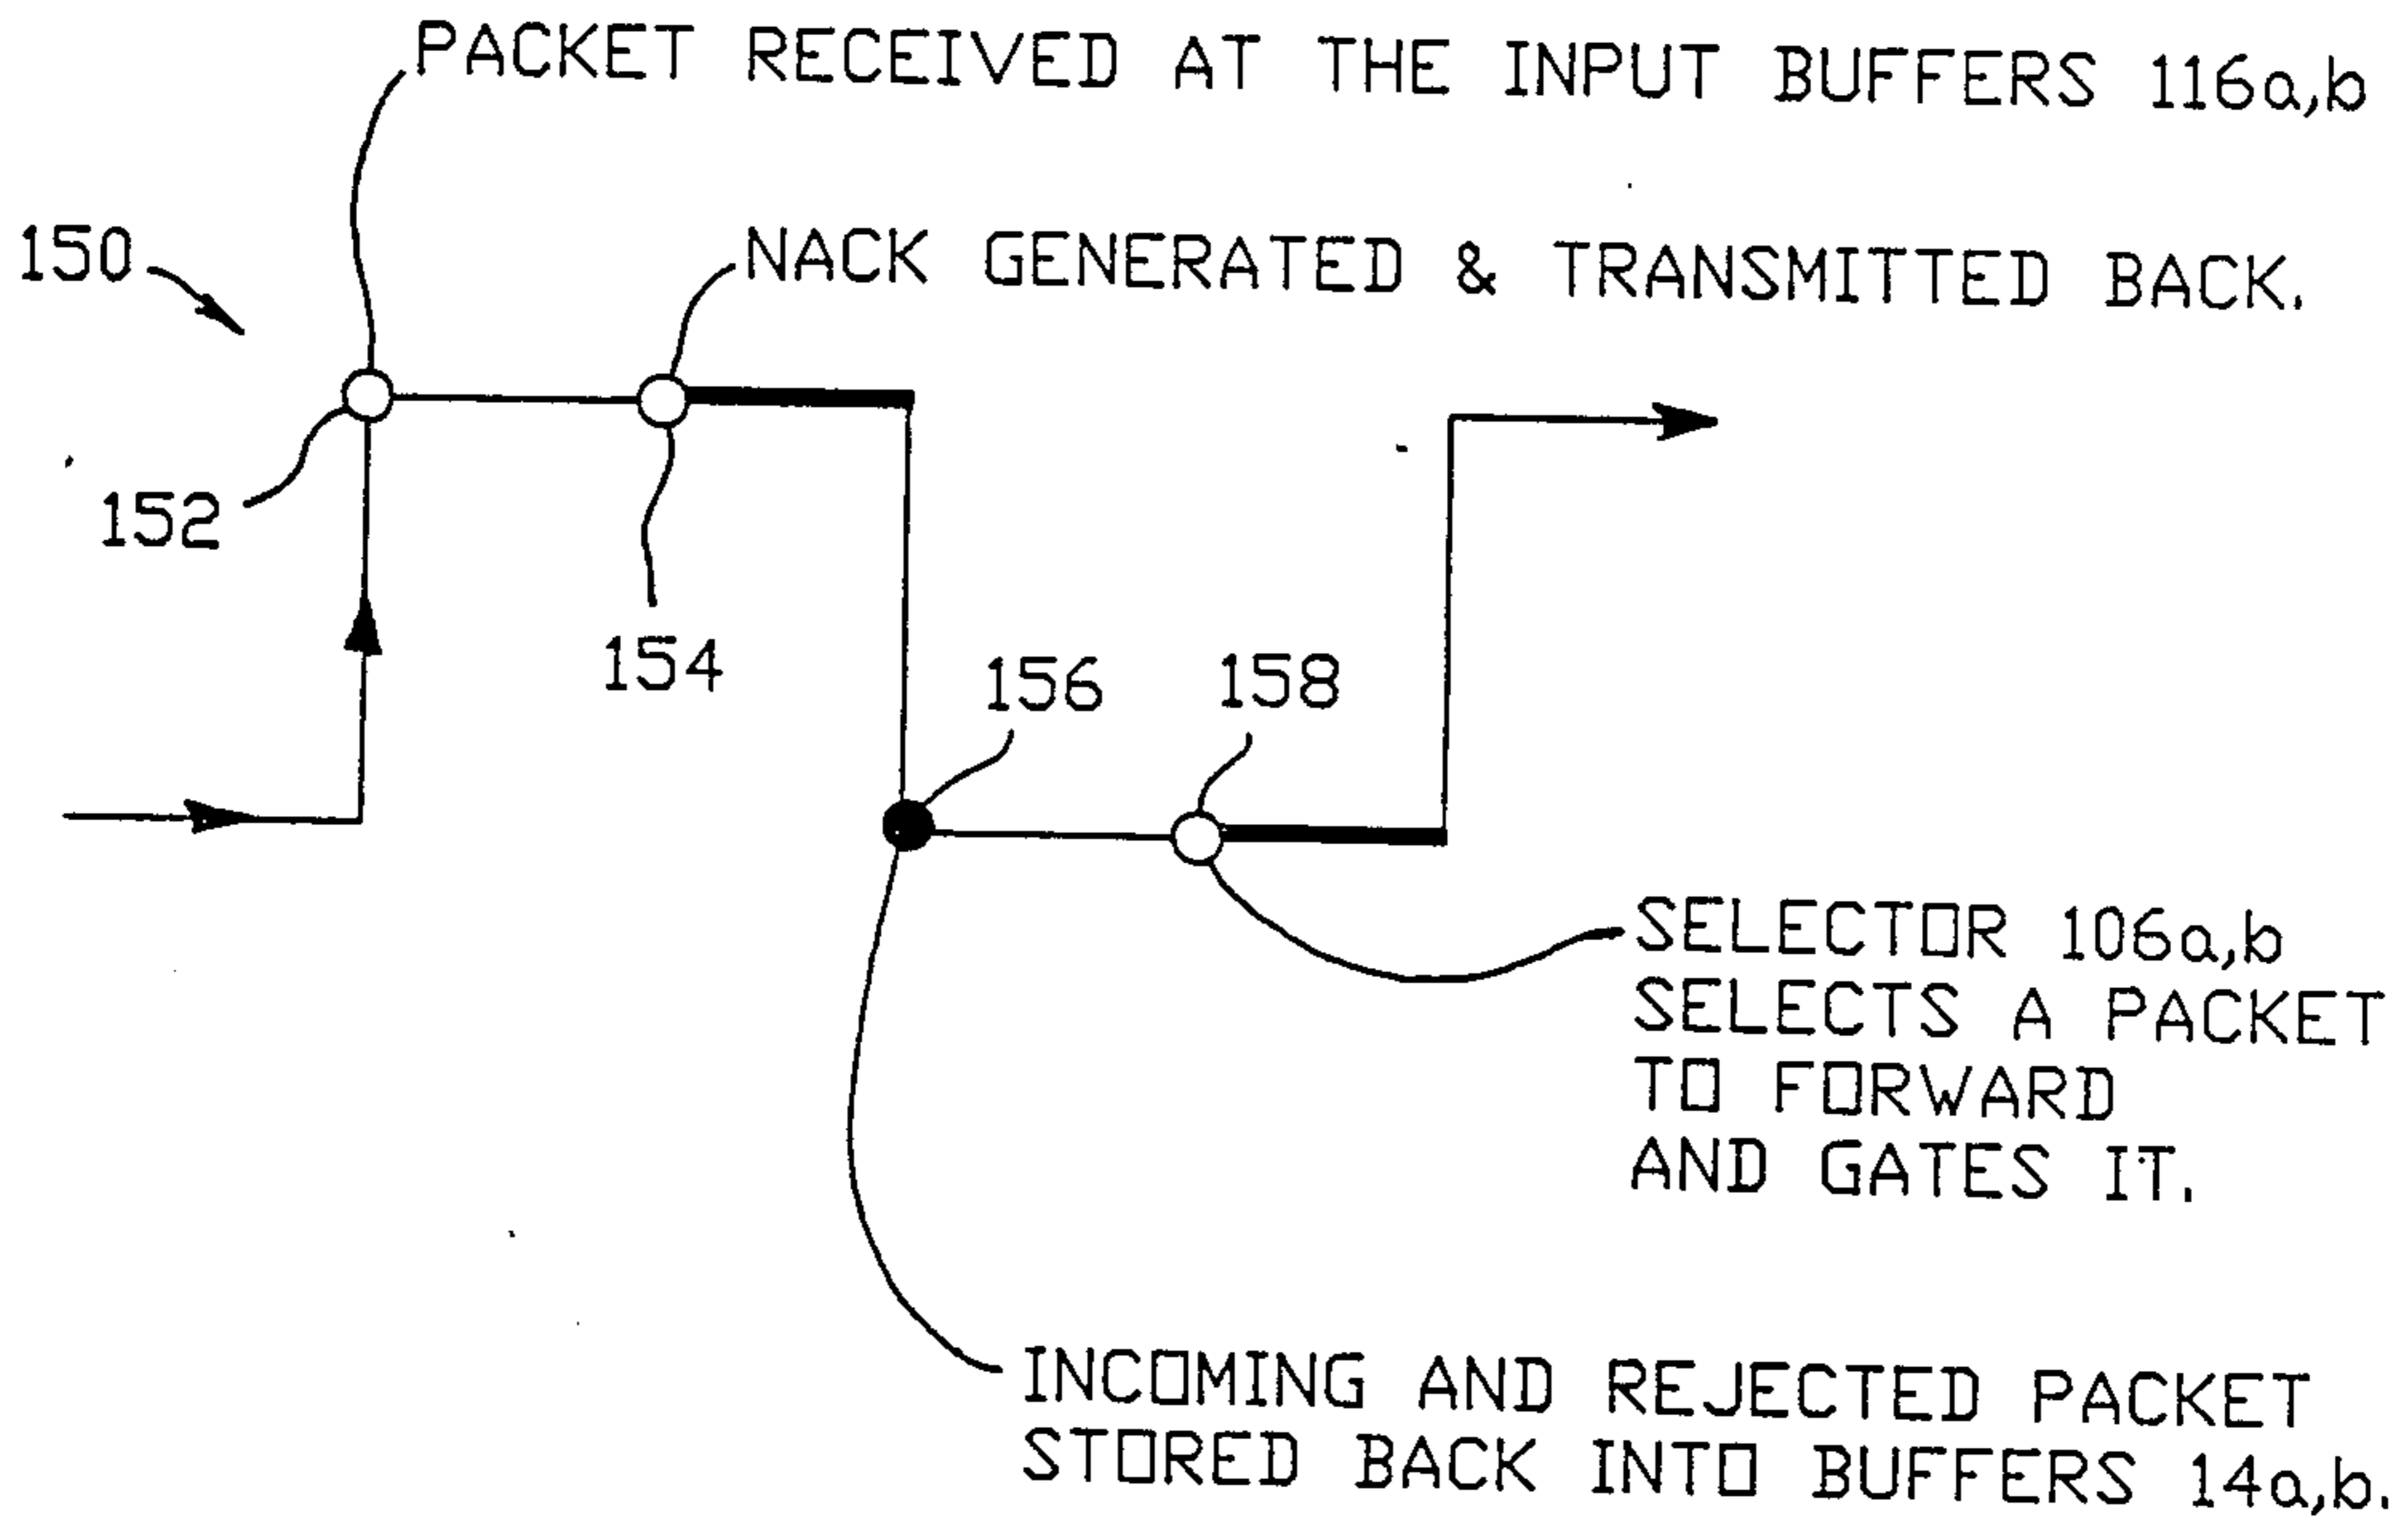 PACKET RECEIVED AT THE INPUT BUFFERS 116a,b
150
NACK GENERATED & TRANSMITTED BACK.
152
154
156
158
SELECTOR 106a,b
SELECTS A PACKET
TO FORWARD
AND GATES IT.
INCOMING AND REJECTED PACKET
STORED BACK INTO BUFFERS 14a,b.